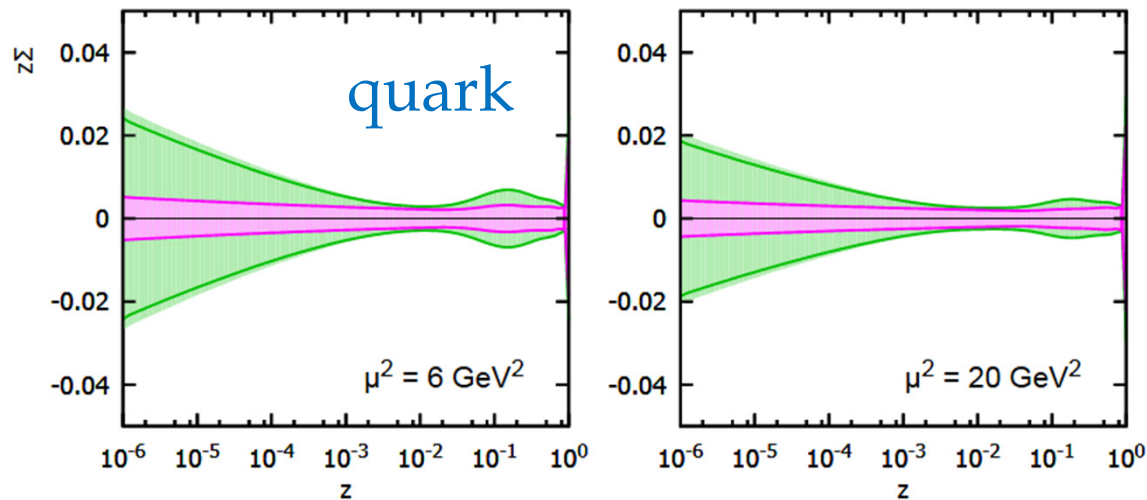 zΣ
0.04
0.02
0
-0.02
-0.04
quark
μ² = 6 GeV²
10⁻⁶ 10⁻⁵ 10⁻⁴ 10⁻³ 10⁻² 10⁻¹ 10⁰
z
0.04
0.02
0
-0.02
-0.04
μ² = 20 GeV²
10⁻⁶ 10⁻⁵ 10⁻⁴ 10⁻³ 10⁻² 10⁻¹ 10⁰
z